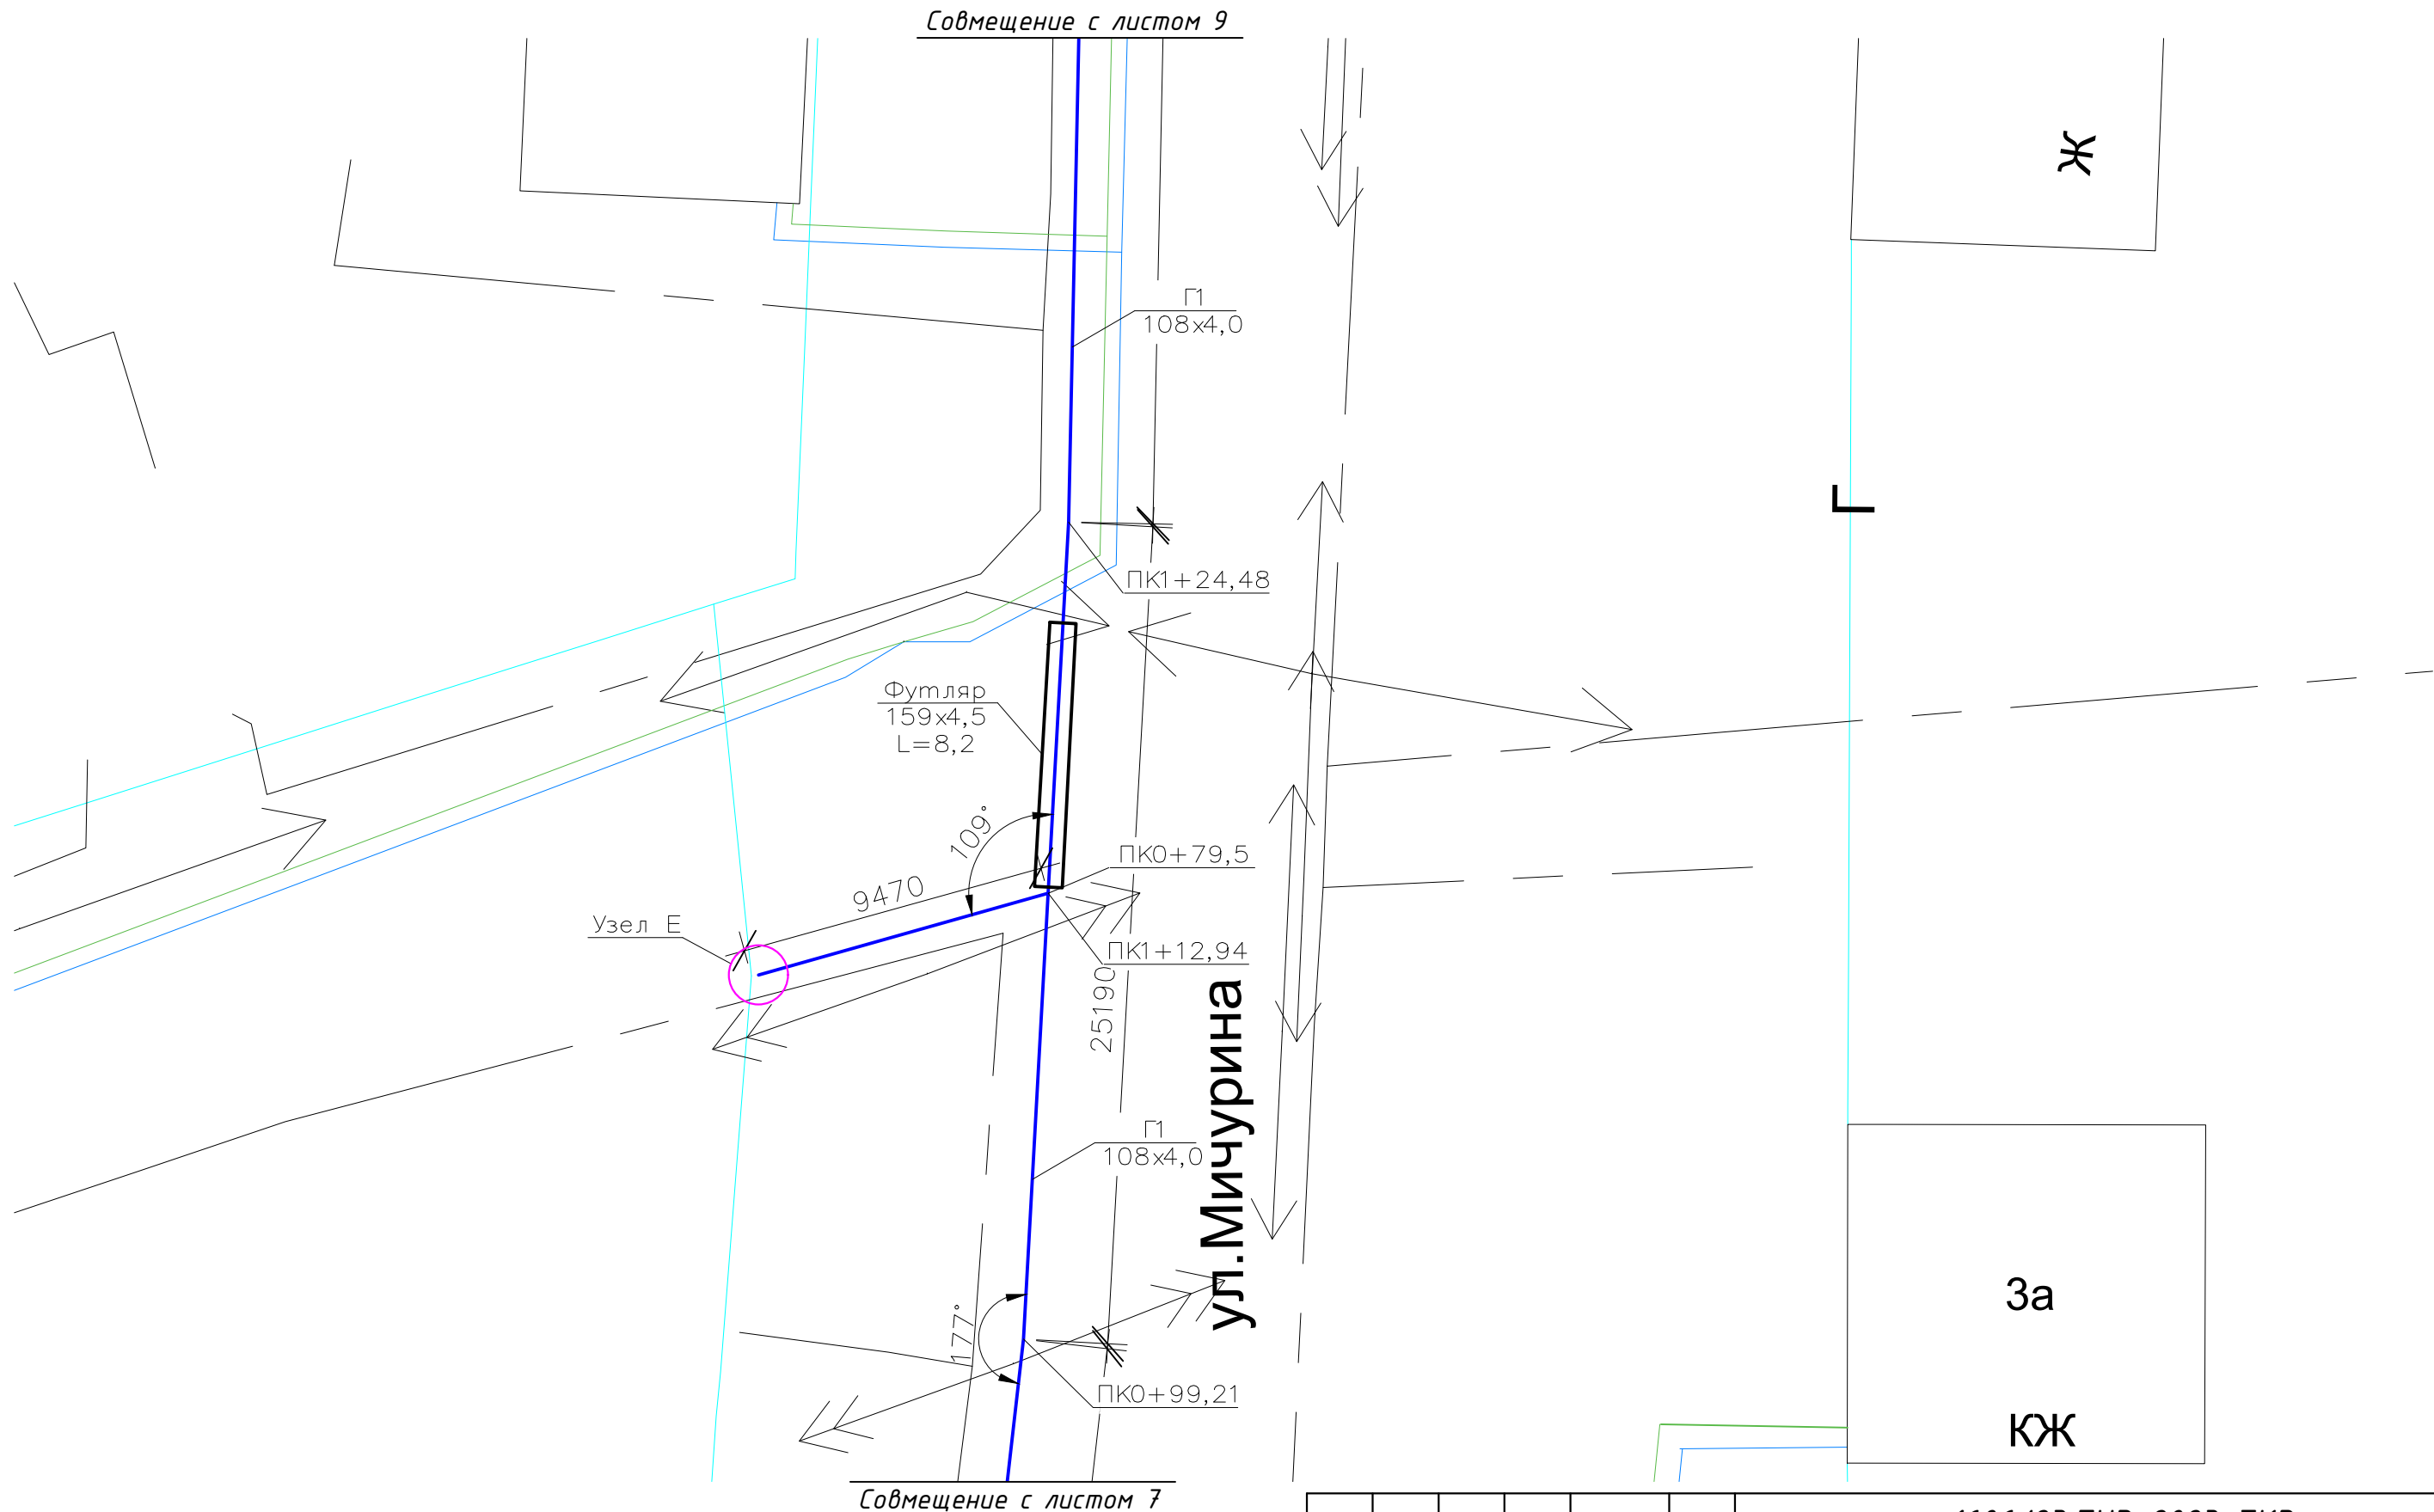 Совмещение с листом 9
Ж
Г1
108х4,0
Г
ПК1+24,48
Футляр
159х4,5
L=8,2
109°
ПК0+79,5
9470
Узел Е
ПК1+12,94
25190
ул.Мичурина
Г1
108х4,0
3а
177°
ПК0+99,21
КЖ
Совмещение с листом 7